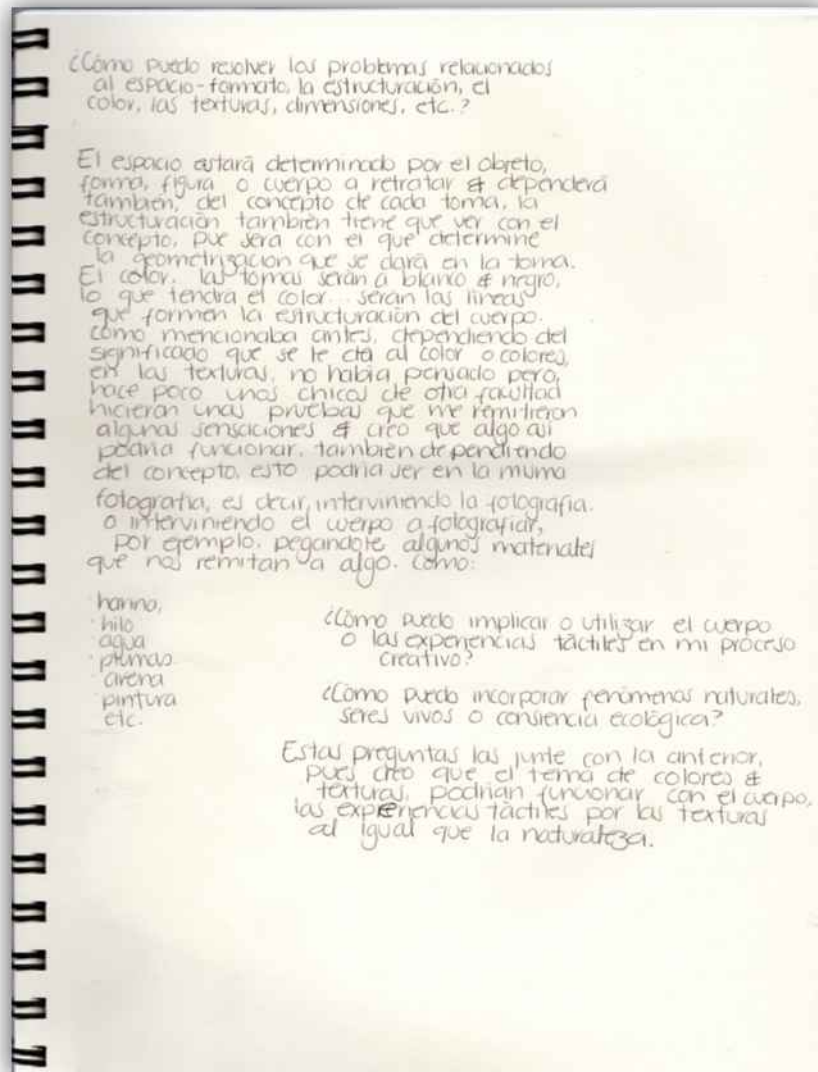 ¿Cómo puedo resolver los problemas relacionados
al espacio-formato, la estructuración, el
color, las texturas, dimensiones, etc.?
El espacio estará determinado por el objeto,
forma, figura o cuerpo a retratar & dependerá
también, del concepto de cada toma, la
estructuración también tiene que ver con el
concepto, pue será con el que determine
la geometrización que se dará en la toma.
El color, las tomas serán a blanco & negro,
lo que tendrá el color... serán las líneas
que formen la estructuración del cuerpo.
como mencionaba antes, dependiendo del
significado que se le da al color o colores,
en las texturas, no había pensado pero,
hace poco unos chicos de otra facultad
hicieron unas pruebas que me remitieron
algunas sensaciones & creo que algo así
podría funcionar, también dependiendo
del concepto, esto podría ser en la misma
fotografía, es decir, interviniendo la fotografía.
o interviniendo el cuerpo a fotografiar,
por ejemplo, pegandole algunos materiales
que nos remitan a algo. como:
· harina,
· hilo
· agua
· plumas
· arena
· pintura
etc.
¿Cómo puedo implicar o utilizar el cuerpo
o las experiencias táctiles en mi proceso
creativo?
¿Cómo puedo incorporar fenómenos naturales,
seres vivos o consiencia ecológica?
Estas preguntas las junte con la anterior,
pues creo que el tema de colores &
texturas, podrían funcionar con el cuerpo,
las experiencias táctiles por las texturas
al igual que la naturaleza.